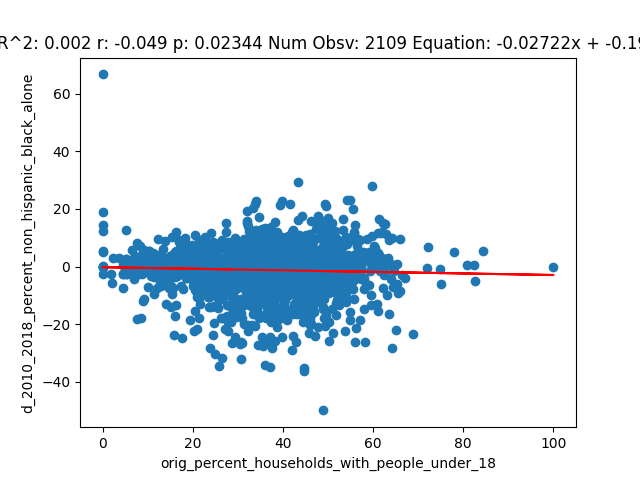 R^2: 0.002 r: -0.049 p: 0.02344 Num Obsv: 2109 Equation: -0.02722x + -0.19
d_2010_2018_percent_non_hispanic_black_alone
60
40
20
0
−20
−40
0 20 40 60 80 100
orig_percent_households_with_people_under_18